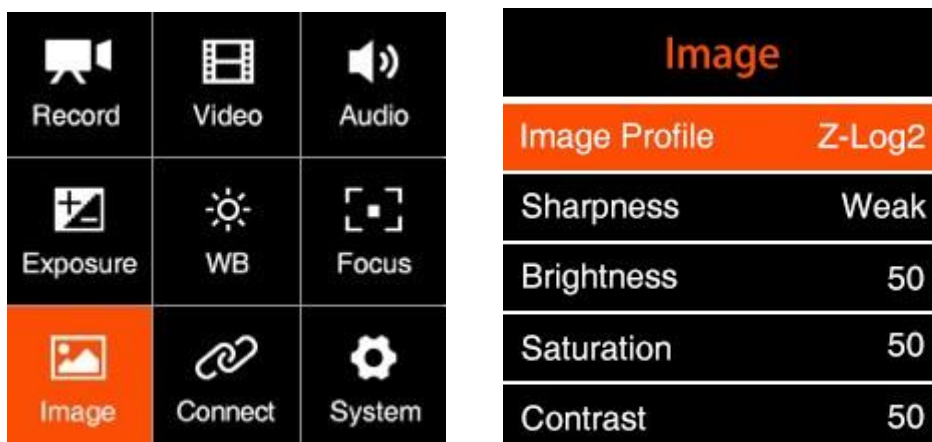 Record Video Audio
Exposure WB Focus
Image Connect System
Image
Image Profile Z-Log2
Sharpness Weak
Brightness 50
Saturation 50
Contrast 50